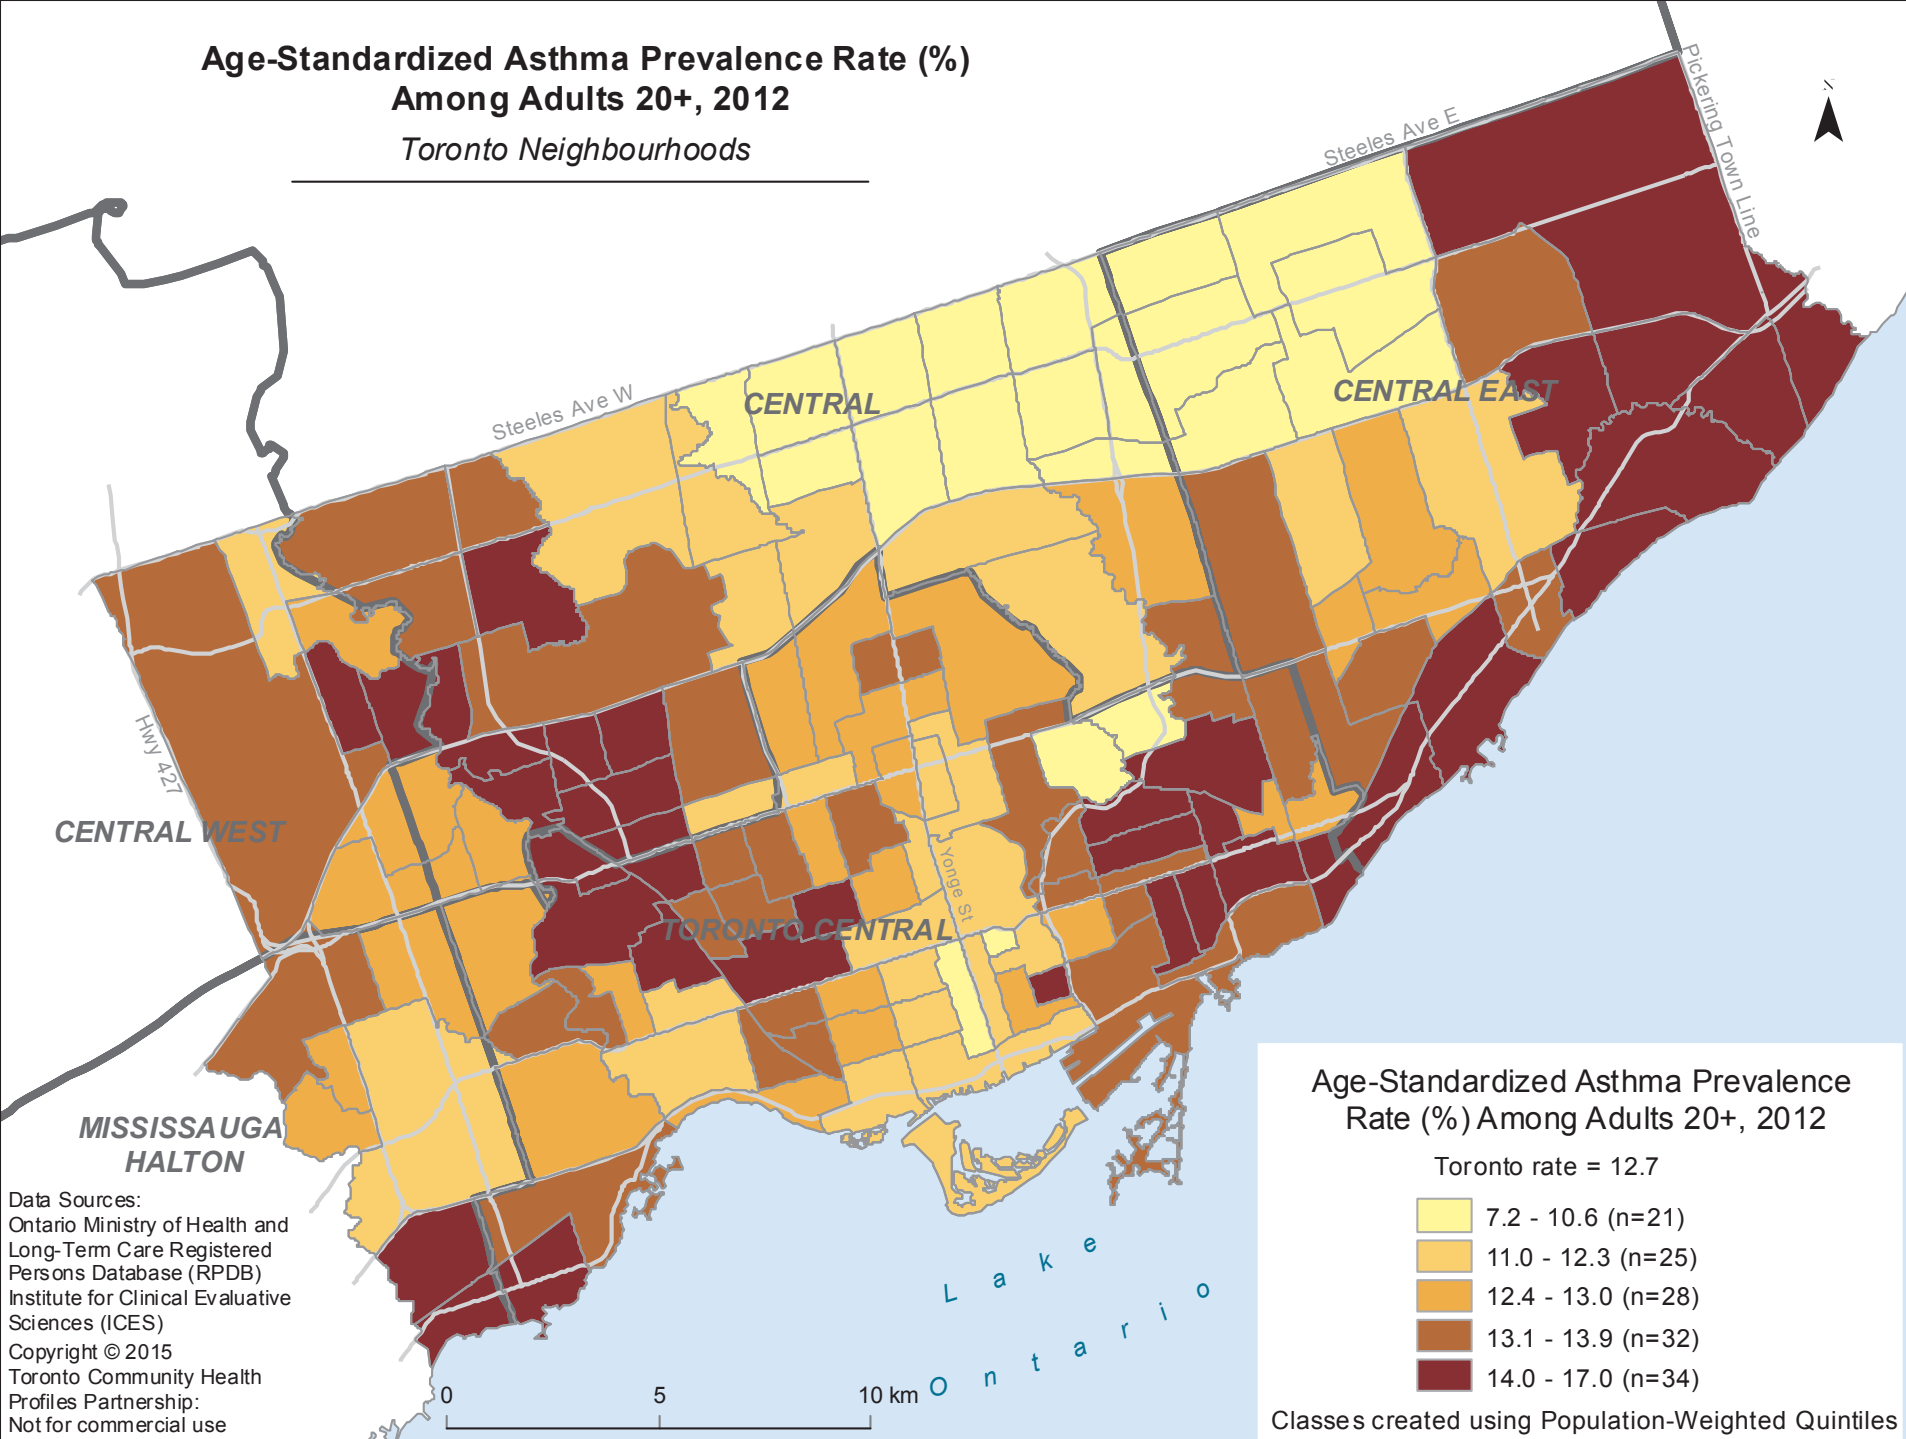 Age-Standardized Asthma Prevalence Rate (%)
Among Adults 20+, 2012
Toronto Neighbourhoods
N
Steeles Ave E
Pickering Town Line
Steeles Ave W
CENTRAL
CENTRAL EAST
Hwy 427
CENTRAL WEST
Yonge St
TORONTO CENTRAL
MISSISSAUGA
HALTON
Lake
Ontario
Data Sources:
Ontario Ministry of Health and
Long-Term Care Registered
Persons Database (RPDB)
Institute for Clinical Evaluative
Sciences (ICES)
Copyright © 2015
Toronto Community Health
Profiles Partnership:
Not for commercial use
0 5 10 km
Age-Standardized Asthma Prevalence
Rate (%) Among Adults 20+, 2012
Toronto rate = 12.7
7.2 - 10.6 (n=21)
11.0 - 12.3 (n=25)
12.4 - 13.0 (n=28)
13.1 - 13.9 (n=32)
14.0 - 17.0 (n=34)
Classes created using Population-Weighted Quintiles